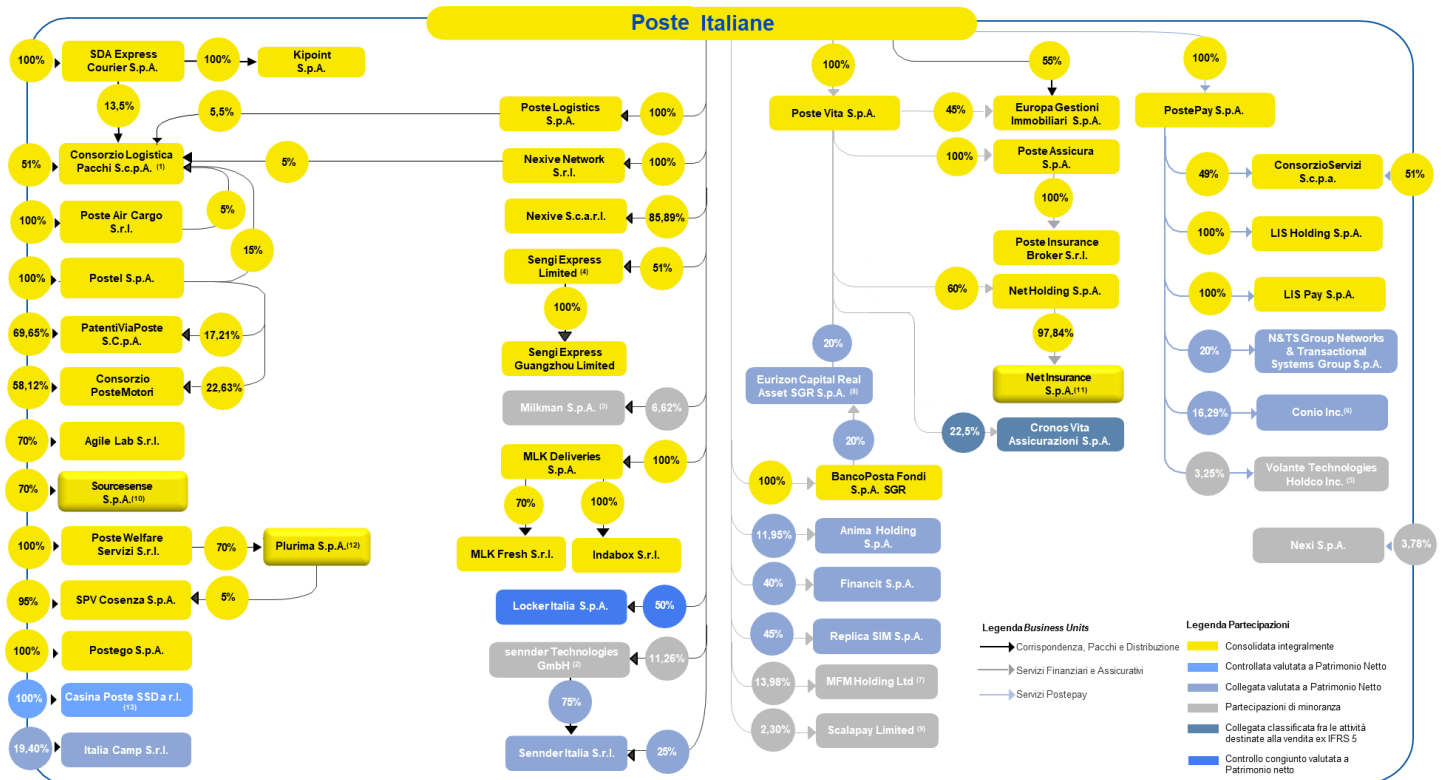 Poste Italiane
100%
SDA Express
Courier S.p.A.
100%
Kipoint
S.p.A.
13,5%
5,5%
Poste Logistics
S.p.A.
100%
51%
Consorzio Logistica
Pacchi S.c.p.A. (1)
5%
Nexive Network
S.r.l.
100%
100%
Poste Air Cargo
S.r.l.
5%
15%
Nexive S.c.a.r.l.
85,89%
100%
Postel S.p.A.
Sengi Express
Limited (4)
51%
100%
Sengi Express
Guangzhou Limited
69,65%
PatentiViaPoste
S.C.p.A.
17,21%
58,12%
Consorzio
PosteMotori
22,63%
Milkman S.p.A. (3)
6,62%
70%
Agile Lab S.r.l.
MLK Deliveries
S.p.A.
100%
70%
Sourcesense
S.p.A.(10)
70%
100%
MLK Fresh S.r.l.
Indabox S.r.l.
100%
Poste Welfare
Servizi S.r.l.
70%
Plurima S.p.A.(12)
95%
SPV Cosenza S.p.A.
5%
Locker Italia S.p.A.
50%
100%
Postego S.p.A.
sennder Technologies
GmbH (2)
11,26%
75%
100%
Casina Poste SSD a r.l.
(13)
19,40%
Italia Camp S.r.l.
Sennder Italia S.r.l.
25%
100%
55%
100%
Poste Vita S.p.A.
45%
Europa Gestioni
Immobiliari S.p.A.
PostePay S.p.A.
100%
Poste Assicura
S.p.A.
100%
Poste Insurance
Broker S.r.l.
60%
Net Holding S.p.A.
97,84%
Net Insurance
S.p.A.(11)
20%
Eurizon Capital Real
Asset SGR S.p.A. (8)
20%
22,5%
Cronos Vita
Assicurazioni S.p.A.
100%
BancoPosta Fondi
S.p.A. SGR
11,95%
Anima Holding
S.p.A.
40%
Financit S.p.A.
45%
Replica SIM S.p.A.
13,98%
MFM Holding Ltd (7)
2,30%
Scalapay Limited (9)
49%
ConsorzioServizi
S.c.p.a.
51%
100%
LIS Holding S.p.A.
100%
LIS Pay S.p.A.
20%
N&TS Group Networks
& Transactional
Systems Group S.p.A.
16,29%
Conio Inc.(6)
3,25%
Volante Technologies
Holdco Inc. (5)
Nexi S.p.A.
3,78%
Legenda Business Units
Corrispondenza, Pacchi e Distribuzione
Servizi Finanziari e Assicurativi
Servizi Postepay
Legenda Partecipazioni
Consolidata integralmente
Controllata valutata a Patrimonio Netto
Collegata valutata a Patrimonio Netto
Partecipazioni di minoranza
Collegata classificata fra le attività
destinate alla vendita ex IFRS 5
Controllo congiunto valutata a
Patrimonio netto